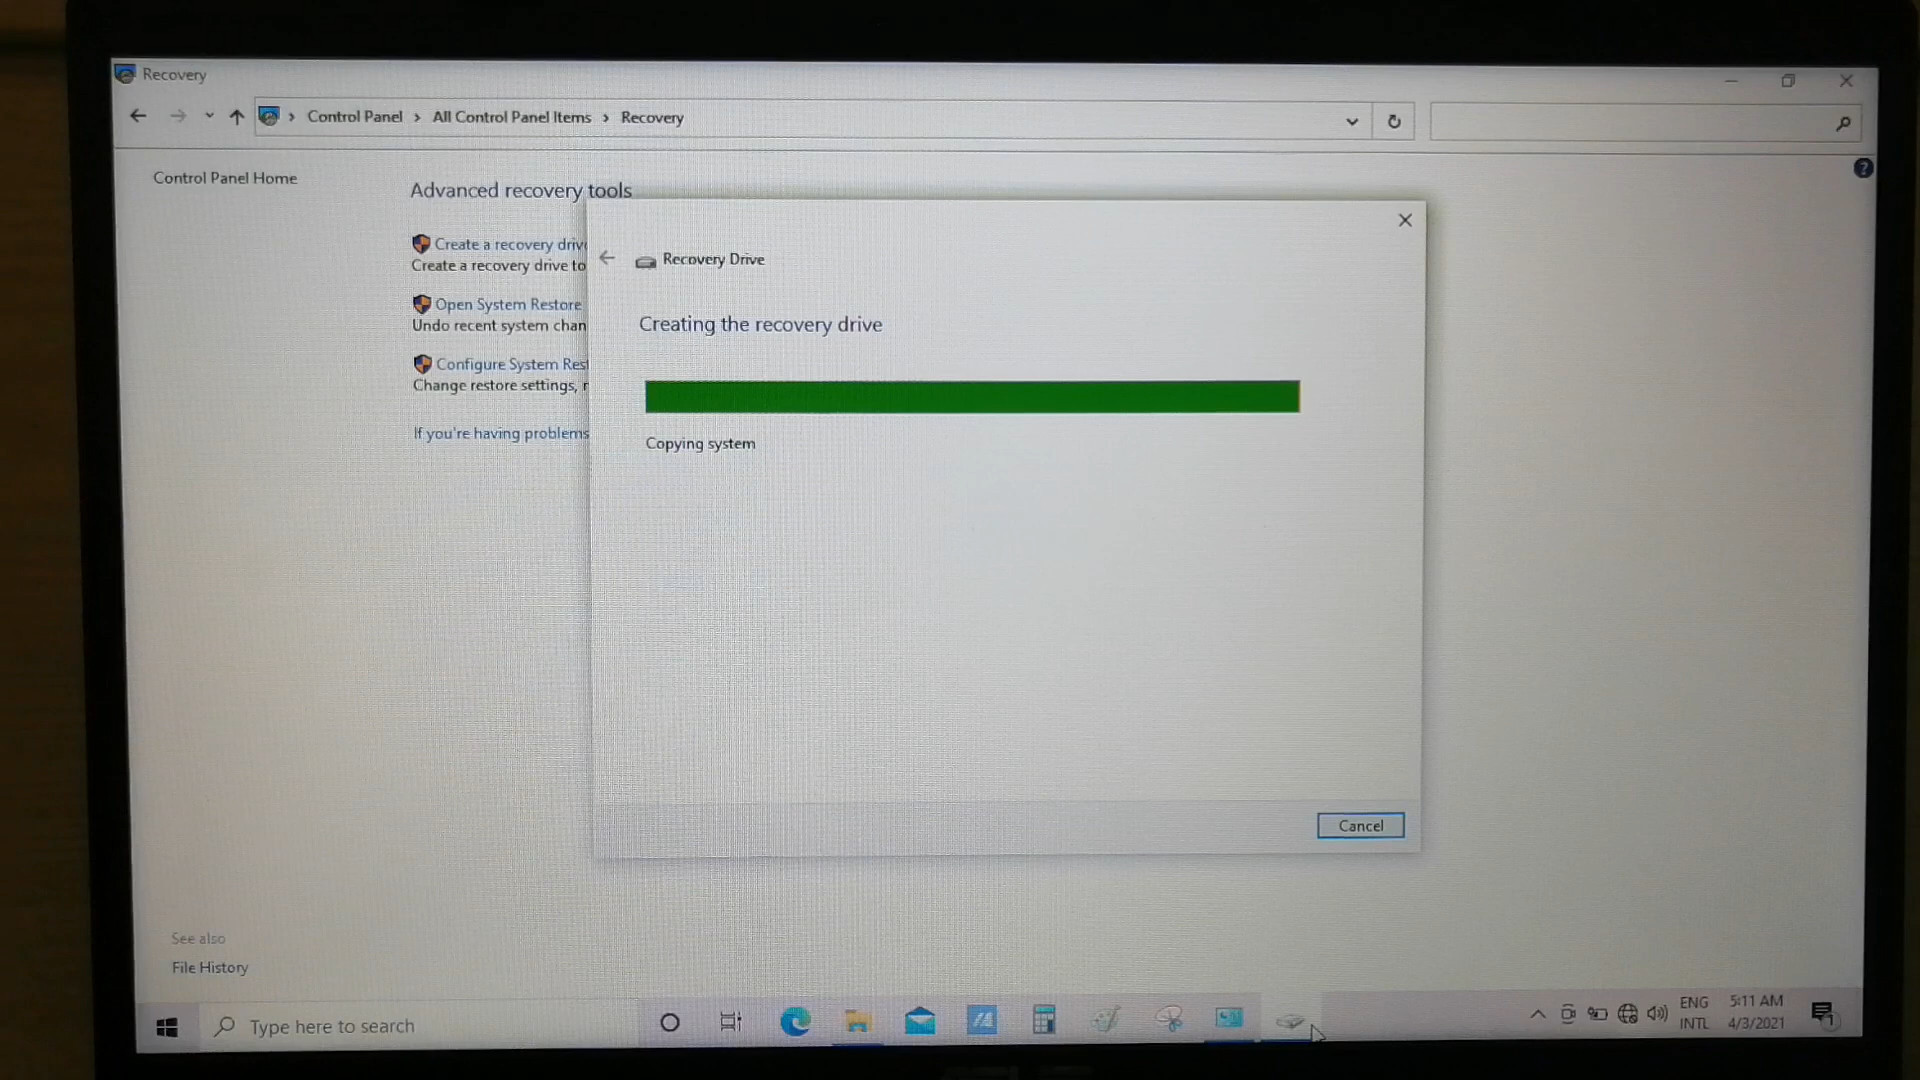 Recovery
Control Panel › All Control Panel Items › Recovery
Control Panel Home
Advanced recovery tools
Create a recovery driv
Create a recovery drive to
Open System Restore
Undo recent system chan
Configure System Rest
Change restore settings, r
If you're having problems
Recovery Drive
Creating the recovery drive
Copying system
Cancel
See also
File History
Type here to search
ENG
INTL
5:11 AM
4/3/2021
1